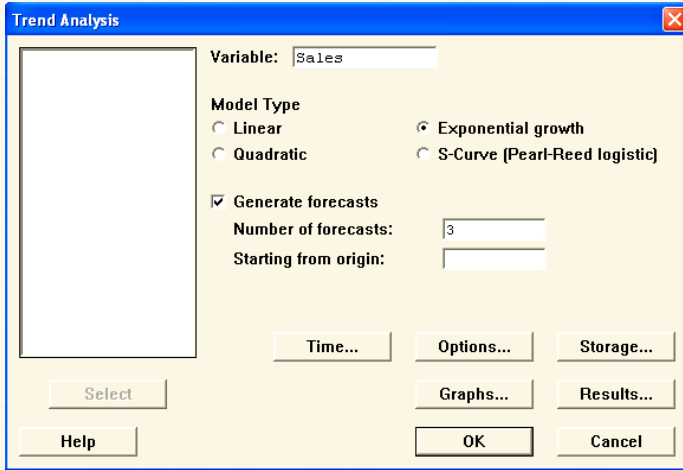 Trend Analysis
Variable: Sales
Model Type
Linear Exponential growth
Quadratic S-Curve (Pearl-Reed logistic)
Generate forecasts
Number of forecasts: 3
Starting from origin:
Time... Options... Storage...
Select Graphs... Results...
Help OK Cancel